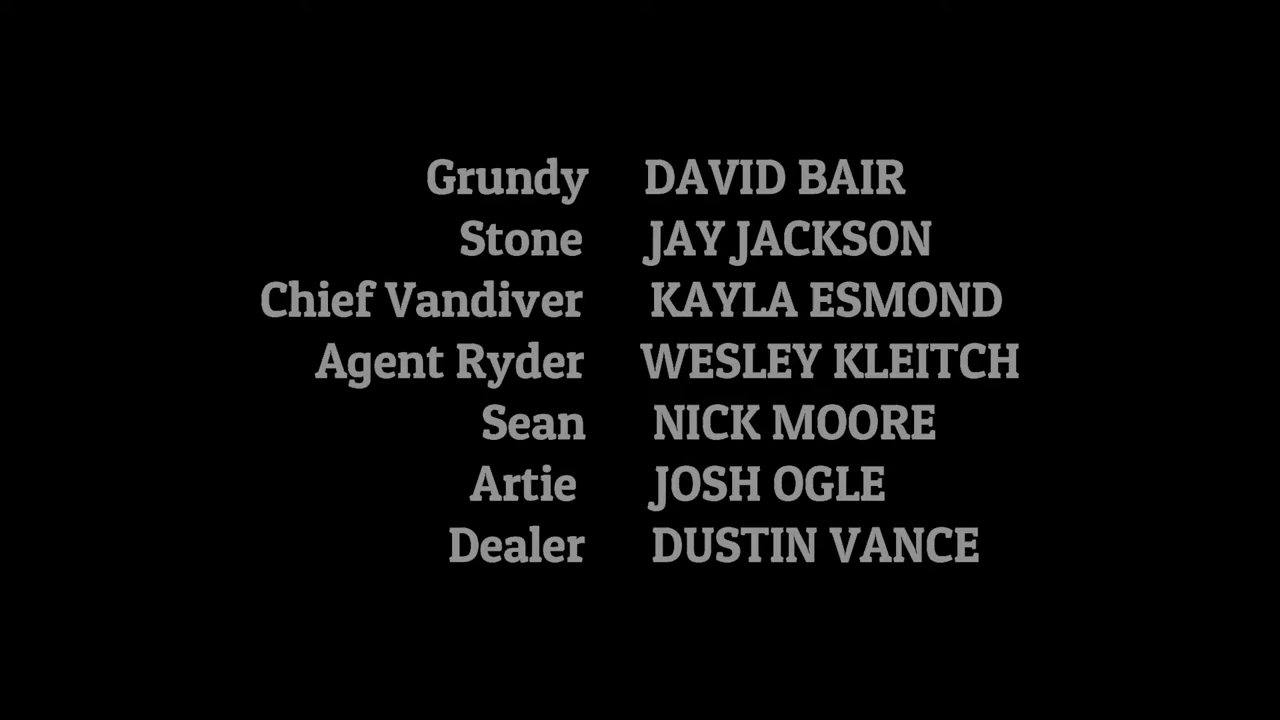 Grundy DAVID BAIR
Stone JAY JACKSON
Chief Vandiver KAYLA ESMOND
Agent Ryder WESLEY KLEITCH
Sean NICK MOORE
Artie JOSH OGLE
Dealer DUSTIN VANCE